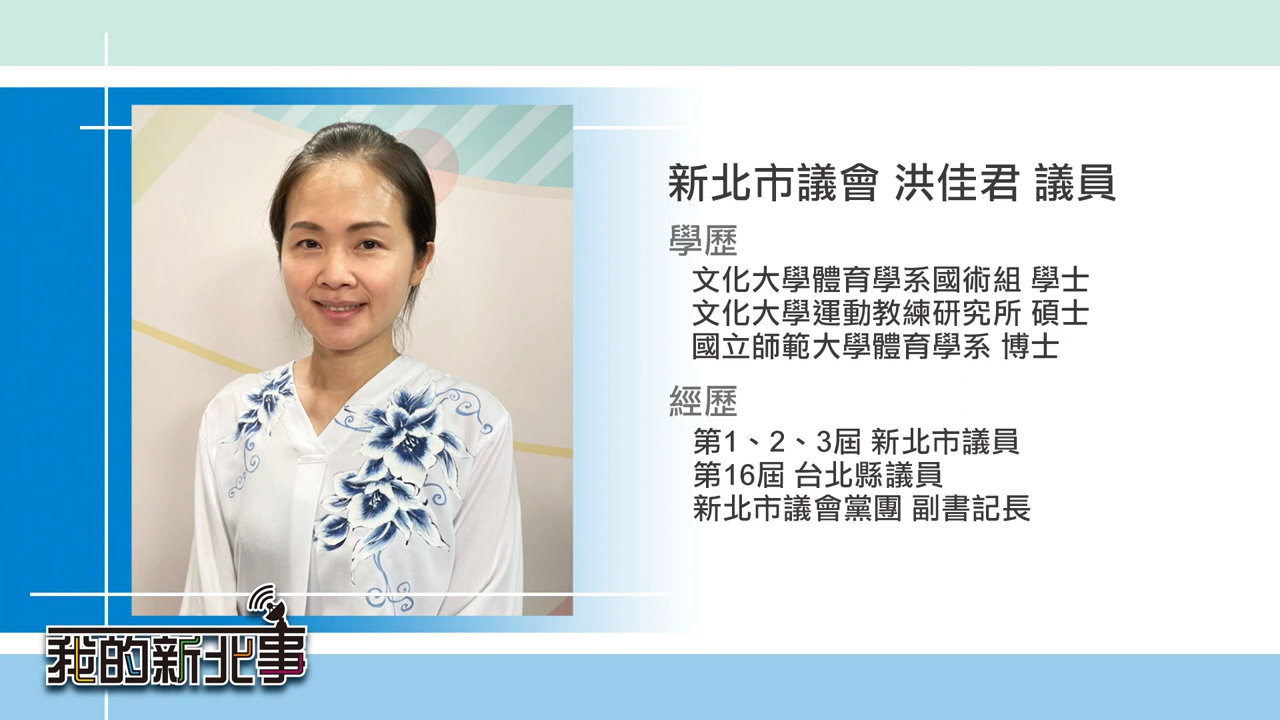 新北市議會 洪佳君 議員
學歷
文化大學體育學系國術組 學士
文化大學運動教練研究所 碩士
國立師範大學體育學系 博士
經歷
第1、2、3屆 新北市議員
第16屆 台北縣議員
新北市議會黨團 副書記長
我的新北事